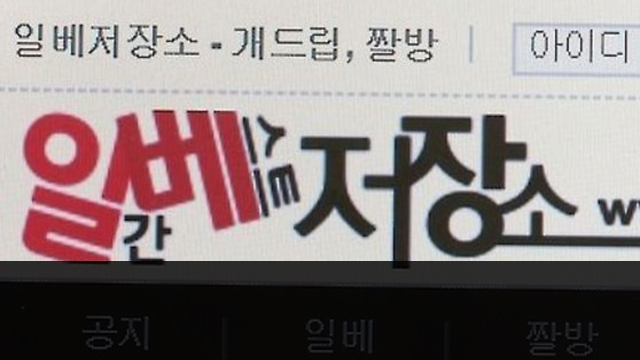 일베저장소 - 개드립, 짤방 | 아이디
일간베스트저장소 w
공지 | 일베 | 짤방